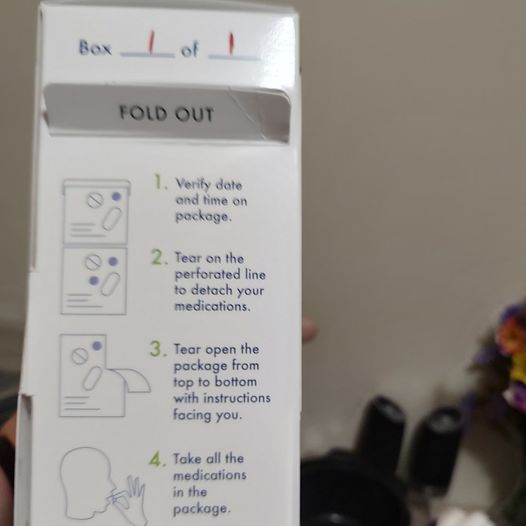 Box 1 of 1
FOLD OUT
1. Verify date
and time on
package.
2. Tear on the
perforated line
to detach your
medications.
3. Tear open the
package from
top to bottom
with instructions
facing you.
4. Take all the
medications
in the
package.